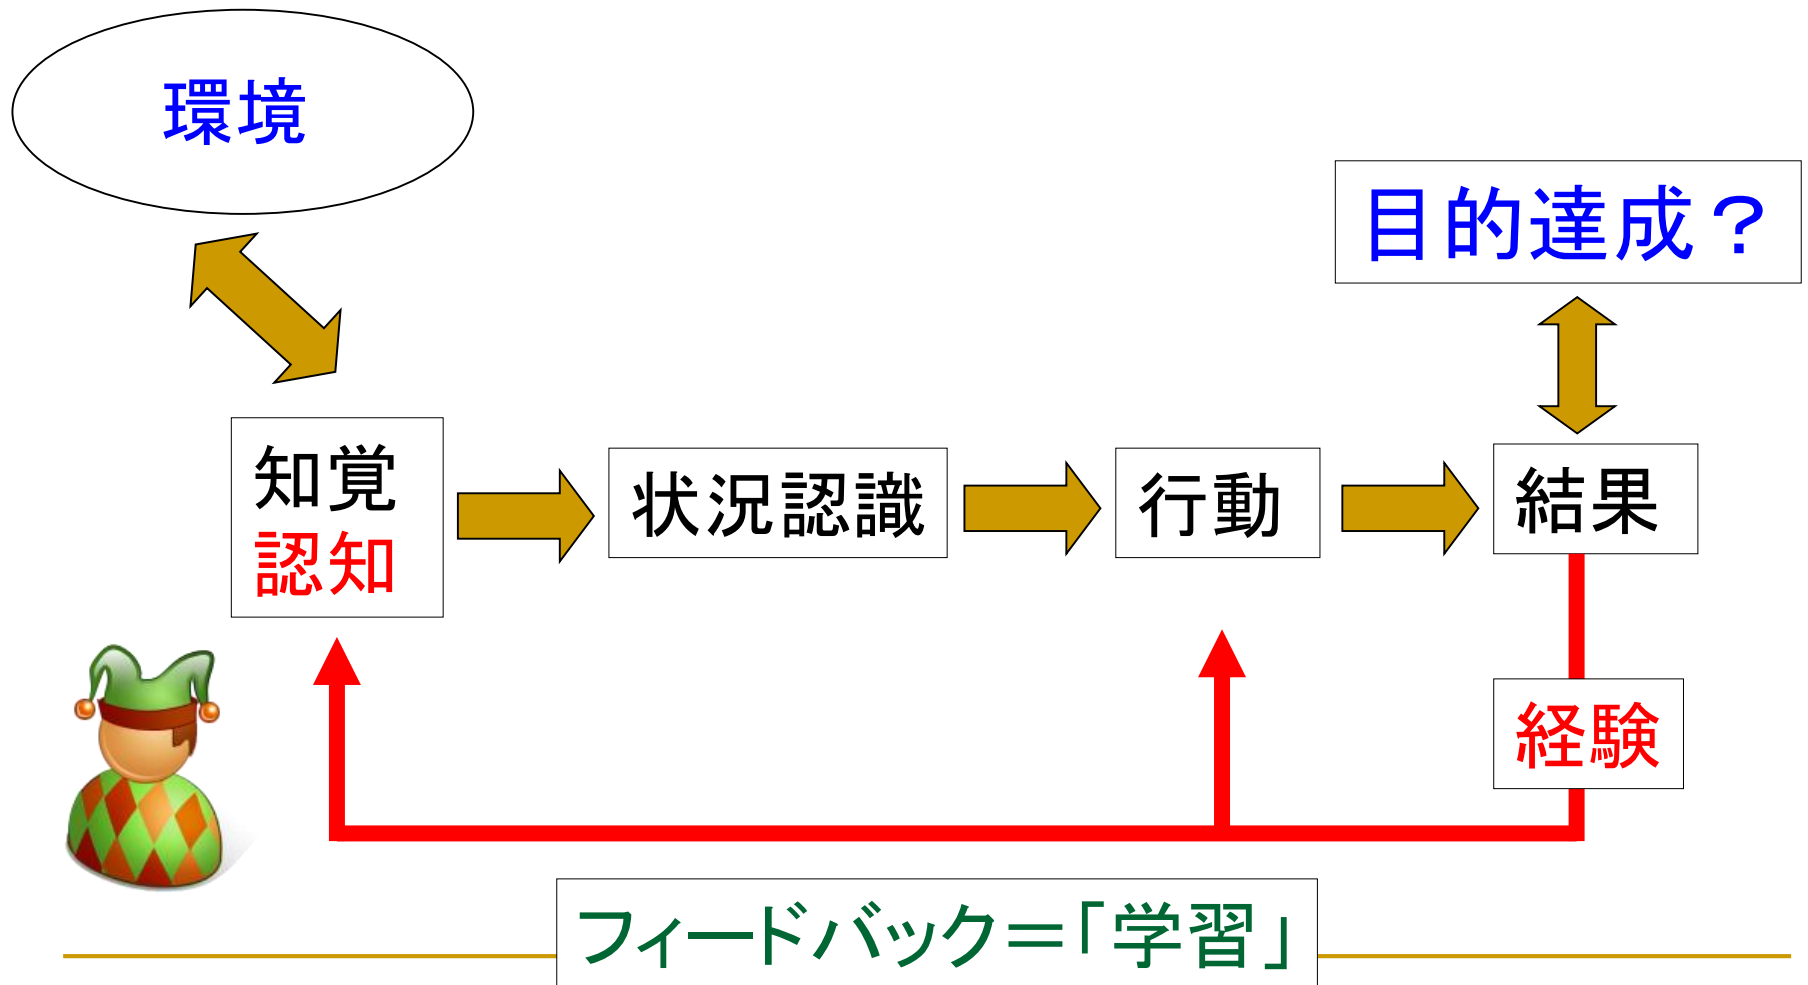 環境
目的達成？
知覚
認知
状況認識
行動
結果
経験
フィードバック＝「学習」